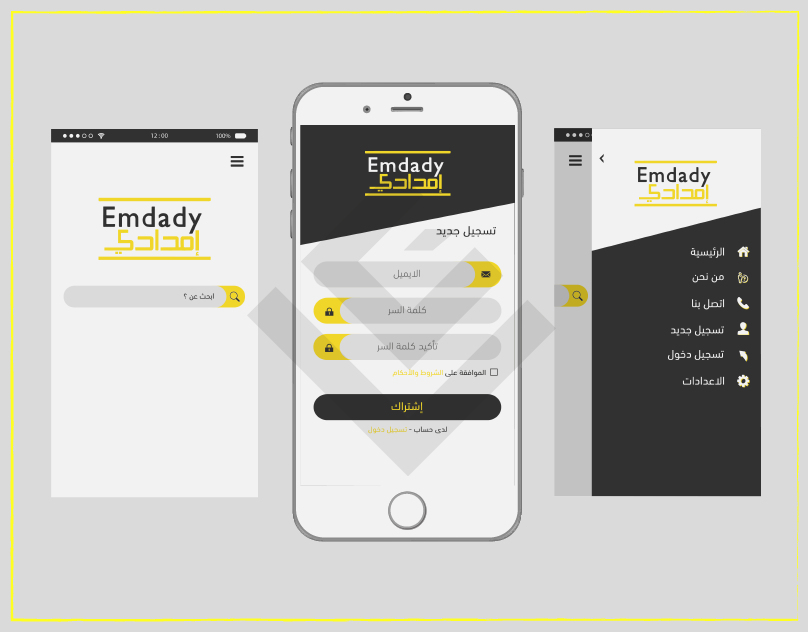 12:00
100%
Emdady
إمدادي
ابحث عن ؟
Emdady
إمدادي
تسجيل جديد
الايميل
كلمة السر
تأكيد كلمة السر
الموافقة على الشروط والأحكام
إشتراك
لدى حساب - تسجيل دخول
Emdady
إمدادي
الرئيسية
من نحن
اتصل بنا
تسجيل جديد
تسجيل دخول
الاعدادات